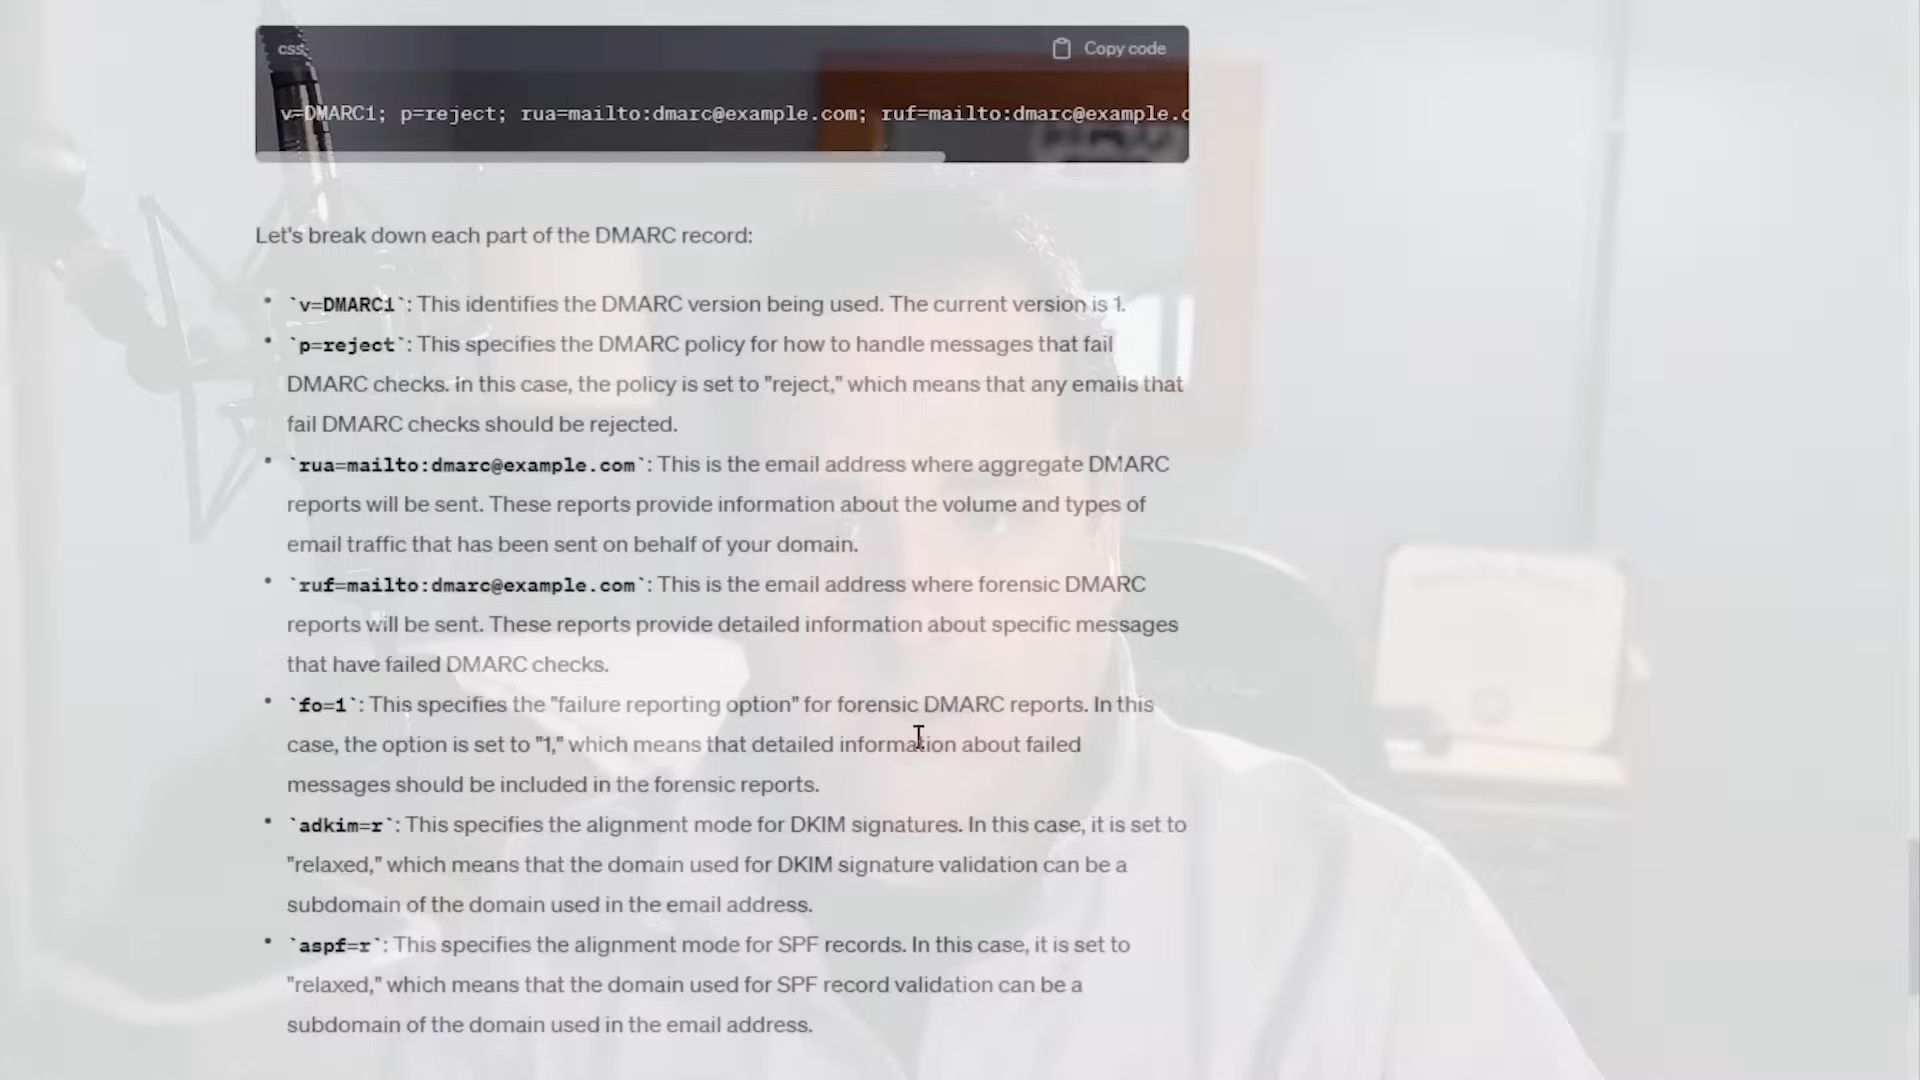 css
Copy code
v=DMARC1; p=reject; rua=mailto:dmarc@example.com; ruf=mailto:dmarc@example.c
Let's break down each part of the DMARC record:
• `v=DMARC1`: This identifies the DMARC version being used. The current version is 1.
• `p=reject`: This specifies the DMARC policy for how to handle messages that fail
DMARC checks. In this case, the policy is set to "reject," which means that any emails that
fail DMARC checks should be rejected.
• `rua=mailto:dmarc@example.com`: This is the email address where aggregate DMARC
reports will be sent. These reports provide information about the volume and types of
email traffic that has been sent on behalf of your domain.
• `ruf=mailto:dmarc@example.com`: This is the email address where forensic DMARC
reports will be sent. These reports provide detailed information about specific messages
that have failed DMARC checks.
• `fo=1`: This specifies the "failure reporting option" for forensic DMARC reports. In this
case, the option is set to "1," which means that detailed information about failed
messages should be included in the forensic reports.
• `adkim=r`: This specifies the alignment mode for DKIM signatures. In this case, it is set to
"relaxed," which means that the domain used for DKIM signature validation can be a
subdomain of the domain used in the email address.
• `aspf=r`: This specifies the alignment mode for SPF records. In this case, it is set to
"relaxed," which means that the domain used for SPF record validation can be a
subdomain of the domain used in the email address.